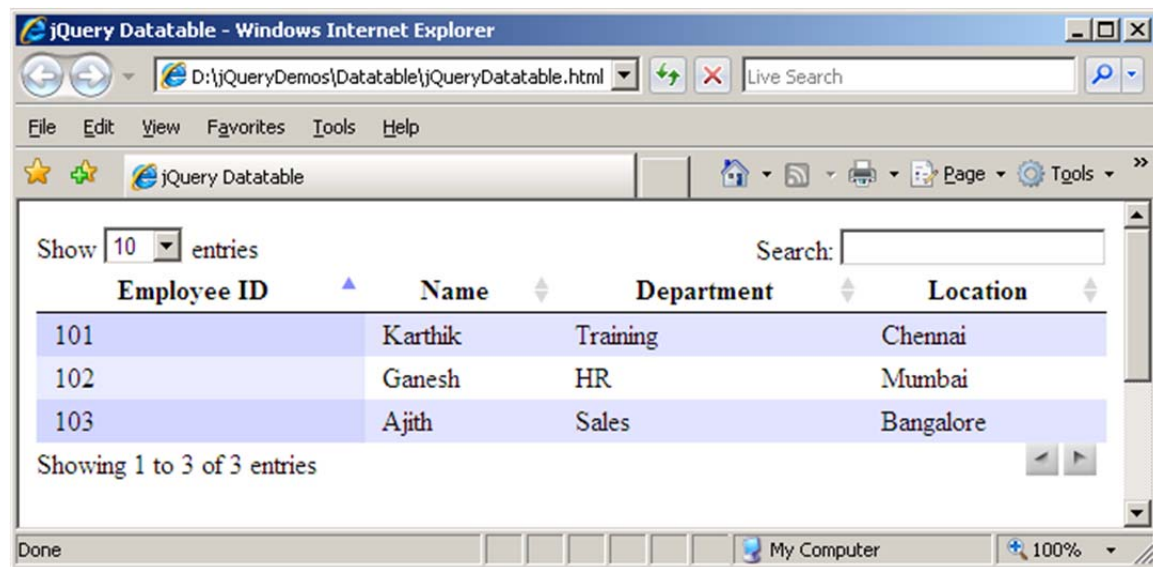 jQuery Datatable - Windows Internet Explorer
D:\jQueryDemos\Datatable\jQueryDatatable.html Live Search
File Edit View Favorites Tools Help
jQuery Datatable Page Tools »
Show 10 entries Search:
Employee ID Name Department Location
101 Karthik Training Chennai
102 Ganesh HR Mumbai
103 Ajith Sales Bangalore
Showing 1 to 3 of 3 entries
Done My Computer 100%